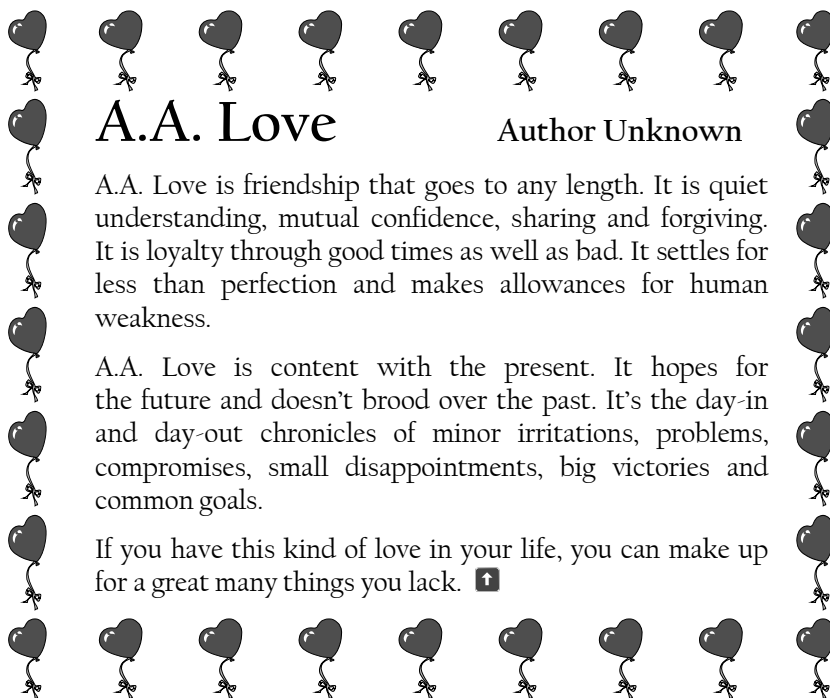 A.A. Love
Author Unknown
A.A. Love is friendship that goes to any length. It is quiet
understanding, mutual confidence, sharing and forgiving.
It is loyalty through good times as well as bad. It settles for
less than perfection and makes allowances for human
weakness.
A.A. Love is content with the present. It hopes for
the future and doesn’t brood over the past. It’s the day-in
and day-out chronicles of minor irritations, problems,
compromises, small disappointments, big victories and
common goals.
If you have this kind of love in your life, you can make up
for a great many things you lack.